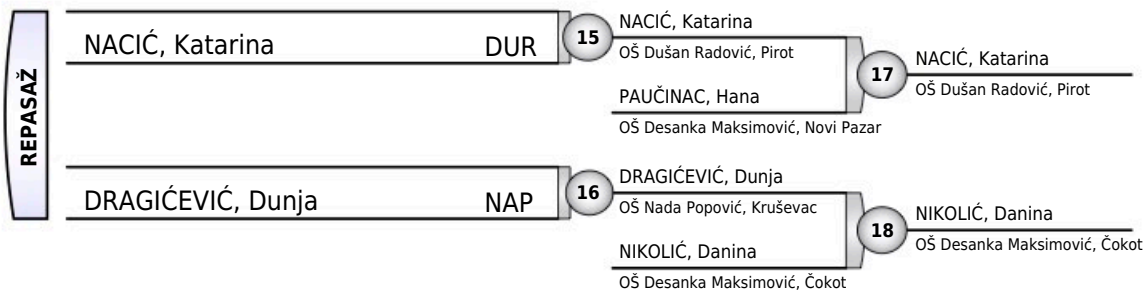 REPASAŽ
NACIĆ, Katarina DUR
15
NACIĆ, Katarina
OŠ Dušan Radović, Pirot
PAUČINAC, Hana
OŠ Desanka Maksimović, Novi Pazar
17
NACIĆ, Katarina
OŠ Dušan Radović, Pirot
DRAGIĆEVIĆ, Dunja NAP
16
DRAGIĆEVIĆ, Dunja
OŠ Nada Popović, Kruševac
NIKOLIĆ, Danina
OŠ Desanka Maksimović, Čokot
18
NIKOLIĆ, Danina
OŠ Desanka Maksimović, Čokot